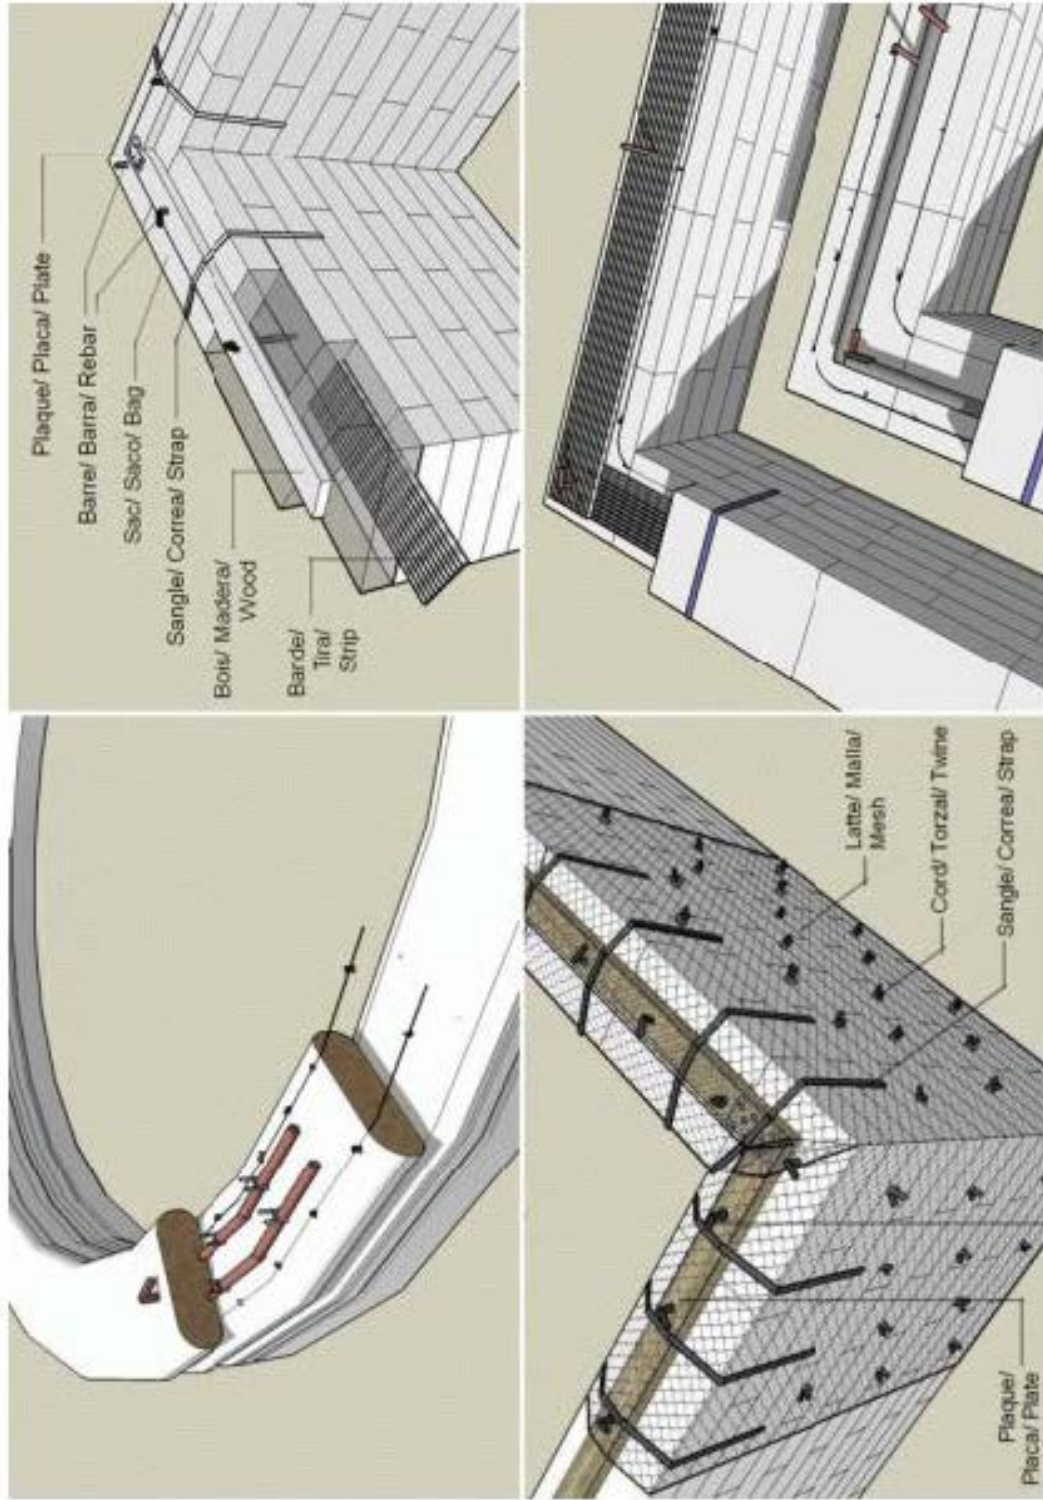 Plaque/ Placa/ Plate
Barre/ Barra/ Rebar
Sac/ Saco/ Bag
Sangle/ Correa/ Strap
Bois/ Madera/
Wood
Barde/
Tira/
Strip
Latte/ Malla/
Mesh
Cord/ Torzal/ Twine
Sangle/ Correa/ Strap
Plaque/
Placa/ Plate